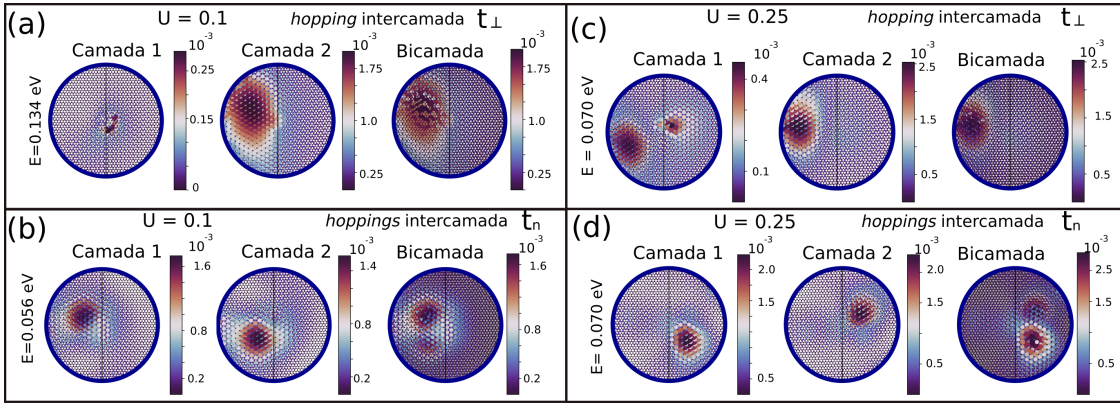 (a) U = 0.1 hopping intercamada t⊥
Camada 1 Camada 2 Bicamada
E=0.134 eV
10⁻³ 10⁻³ 10⁻³
0.25 1.75 1.75
0.15 1.0 1.0
0 0.25 0.25
(b) U = 0.1 hoppings intercamada tn
Camada 1 Camada 2 Bicamada
E=0.056 eV
10⁻³ 10⁻³ 10⁻³
1.6 1.4 1.6
0.8 0.8 0.8
0.2 0.2 0.2
(c) U = 0.25 hopping intercamada t⊥
Camada 1 Camada 2 Bicamada
E = 0.070 eV
10⁻³ 10⁻³ 10⁻³
0.4 2.5 2.5
1.5 1.5
0.1 0.5 0.5
(d) U = 0.25 hoppings intercamada tn
Camada 1 Camada 2 Bicamada
E= 0.070 eV
10⁻³ 10⁻³ 10⁻³
2.0 2.0 2.5
1.5 1.5 1.5
0.5 0.5 0.5